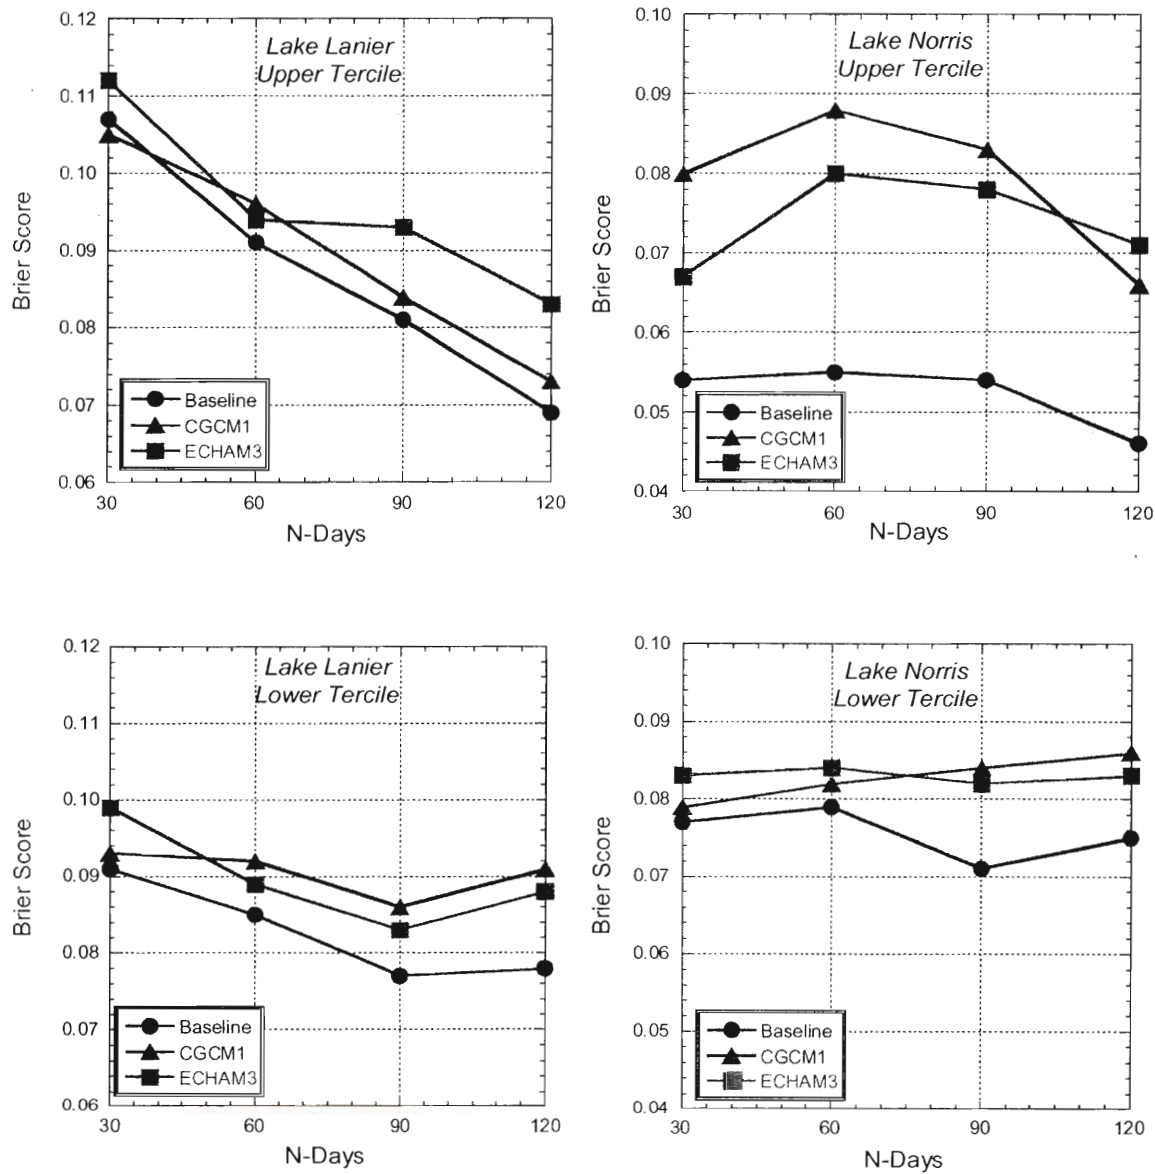 Lake Lanier
Upper Tercile
0.12
0.11
0.10
0.09
0.08
0.07
0.06
Brier Score
Baseline
CGCM1
ECHAM3
30
60
90
120
N-Days
Lake Norris
Upper Tercile
0.10
0.09
0.08
0.07
0.06
0.05
0.04
Brier Score
Baseline
CGCM1
ECHAM3
30
60
90
120
N-Days
Lake Lanier
Lower Tercile
0.12
0.11
0.10
0.09
0.08
0.07
0.06
Brier Score
Baseline
CGCM1
ECHAM3
30
60
90
120
N-Days
Lake Norris
Lower Tercile
0.10
0.09
0.08
0.07
0.06
0.05
0.04
Brier Score
Baseline
CGCM1
ECHAM3
30
60
90
120
N-Days